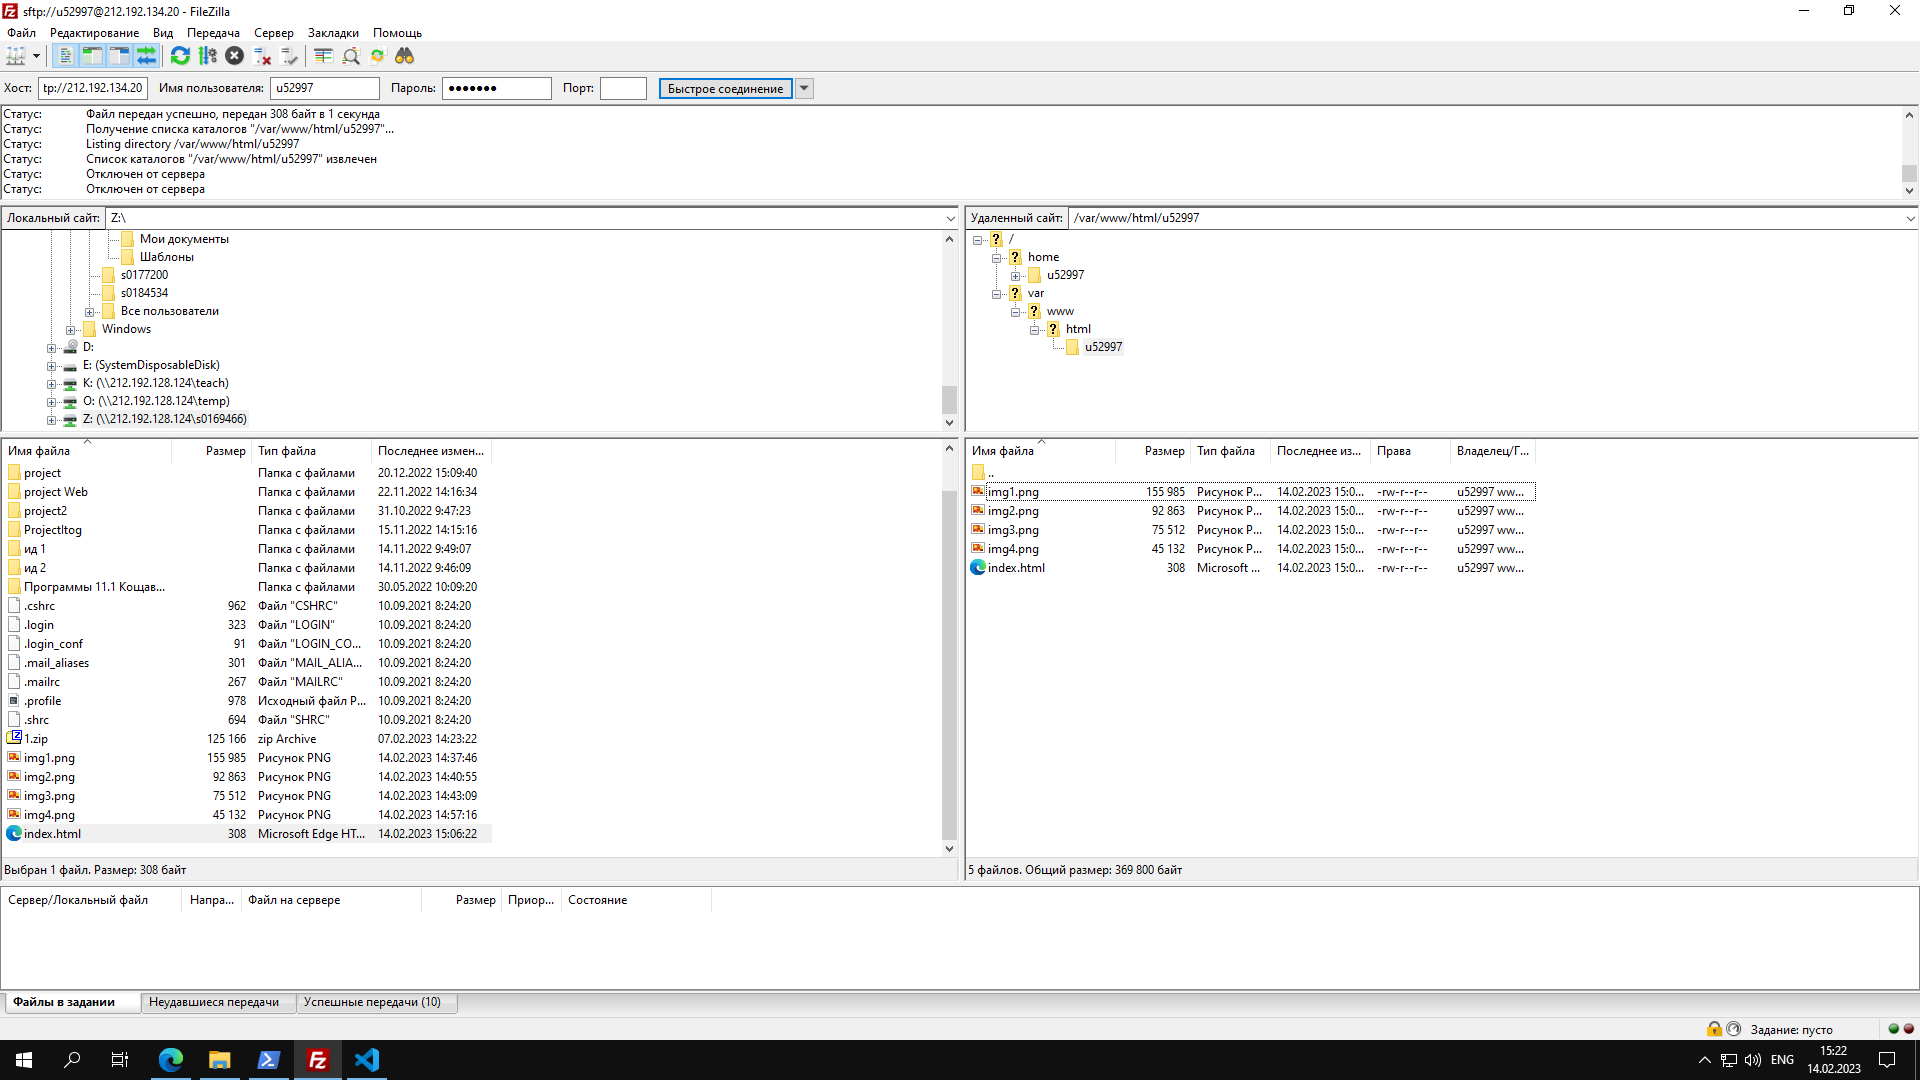 sftp://u52997@212.192.134.20 - FileZilla
Файл Редактирование Вид Передача Сервер Закладки Помощь
Хост: tp://212.192.134.20 Имя пользователя: u52997 Пароль: ●●●●●●● Порт: Быстрое соединение
Статус: Файл передан успешно, передан 308 байт в 1 секунда
Статус: Получение списка каталогов "/var/www/html/u52997"...
Статус: Listing directory /var/www/html/u52997
Статус: Список каталогов "/var/www/html/u52997" извлечен
Статус: Отключен от сервера
Статус: Отключен от сервера
Локальный сайт: Z:\
Мои документы
Шаблоны
s0177200
s0184534
Все пользователи
Windows
D:
E: (SystemDisposableDisk)
K: (\\212.192.128.124\teach)
O: (\\212.192.128.124\temp)
Z: (\\212.192.128.124\s0169466)
Удаленный сайт: /var/www/html/u52997
/
home
u52997
var
www
html
u52997
Имя файла Размер Тип файла Последнее измен...
project Папка с файлами 20.12.2022 15:09:40
project Web Папка с файлами 22.11.2022 14:16:34
project2 Папка с файлами 31.10.2022 9:47:23
ProjectItog Папка с файлами 15.11.2022 14:15:16
ид 1 Папка с файлами 14.11.2022 9:49:07
ид 2 Папка с файлами 14.11.2022 9:46:09
Программы 11.1 Кощав... Папка с файлами 30.05.2022 10:09:20
.cshrc 962 Файл "CSHRC" 10.09.2021 8:24:20
.login 323 Файл "LOGIN" 10.09.2021 8:24:20
.login_conf 91 Файл "LOGIN_CO... 10.09.2021 8:24:20
.mail_aliases 301 Файл "MAIL_ALIA... 10.09.2021 8:24:20
.mailrc 267 Файл "MAILRC" 10.09.2021 8:24:20
.profile 978 Исходный файл P... 10.09.2021 8:24:20
.shrc 694 Файл "SHRC" 10.09.2021 8:24:20
1.zip 125 166 zip Archive 07.02.2023 14:23:22
img1.png 155 985 Рисунок PNG 14.02.2023 14:37:46
img2.png 92 863 Рисунок PNG 14.02.2023 14:40:55
img3.png 75 512 Рисунок PNG 14.02.2023 14:43:09
img4.png 45 132 Рисунок PNG 14.02.2023 14:57:16
index.html 308 Microsoft Edge HT... 14.02.2023 15:06:22
Выбран 1 файл. Размер: 308 байт
Имя файла Размер Тип файла Последнее из... Права Владелец/Г...
..
img1.png 155 985 Рисунок P... 14.02.2023 15:0... -rw-r--r-- u52997 ww...
img2.png 92 863 Рисунок P... 14.02.2023 15:0... -rw-r--r-- u52997 ww...
img3.png 75 512 Рисунок P... 14.02.2023 15:0... -rw-r--r-- u52997 ww...
img4.png 45 132 Рисунок P... 14.02.2023 15:0... -rw-r--r-- u52997 ww...
index.html 308 Microsoft ... 14.02.2023 15:0... -rw-r--r-- u52997 ww...
5 файлов. Общий размер: 369 800 байт
Сервер/Локальный файл Напра... Файл на сервере Размер Приор... Состояние
Файлы в задании Неудавшиеся передачи Успешные передачи (10)
Задание: пусто
ENG 15:22
14.02.2023